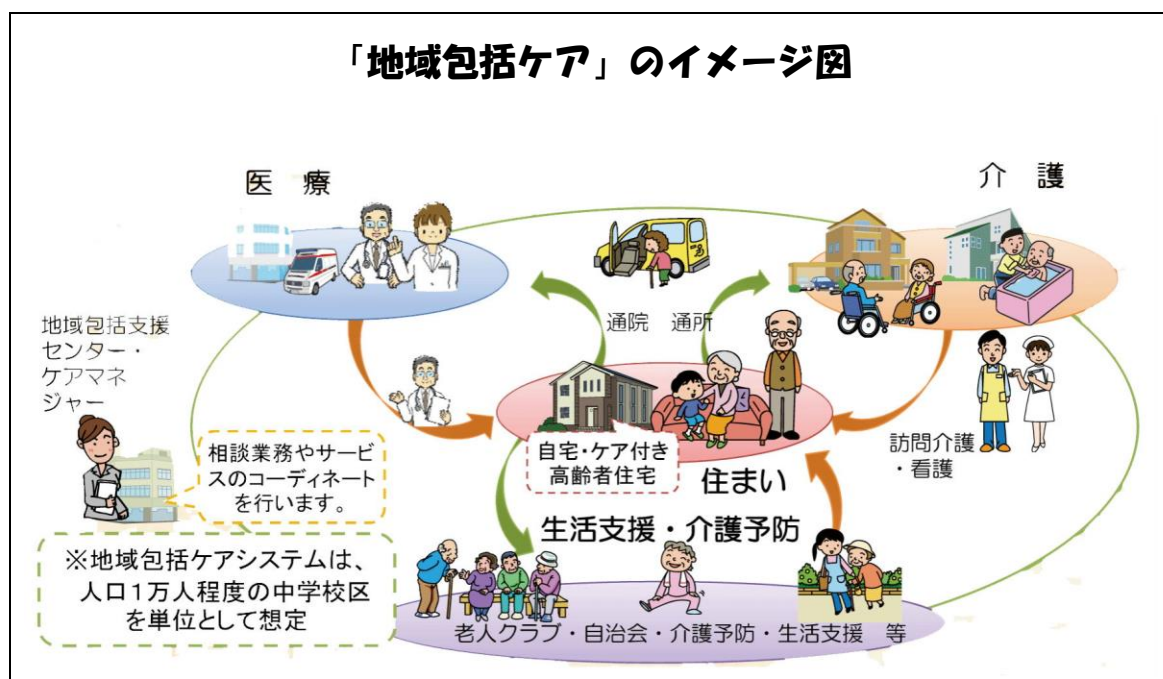 「地域包括ケア」のイメージ図
医 療
介 護
通院 通所
地域包括支援
センター・
ケアマネ
ジャー
相談業務やサービ
スのコーディネート
を行います。
自宅・ケア付き
高齢者住宅
住まい
訪問介護
・看護
生活支援・介護予防
※地域包括ケアシステムは、
人口１万人程度の中学校区
を単位として想定
老人クラブ・自治会・介護予防・生活支援 等